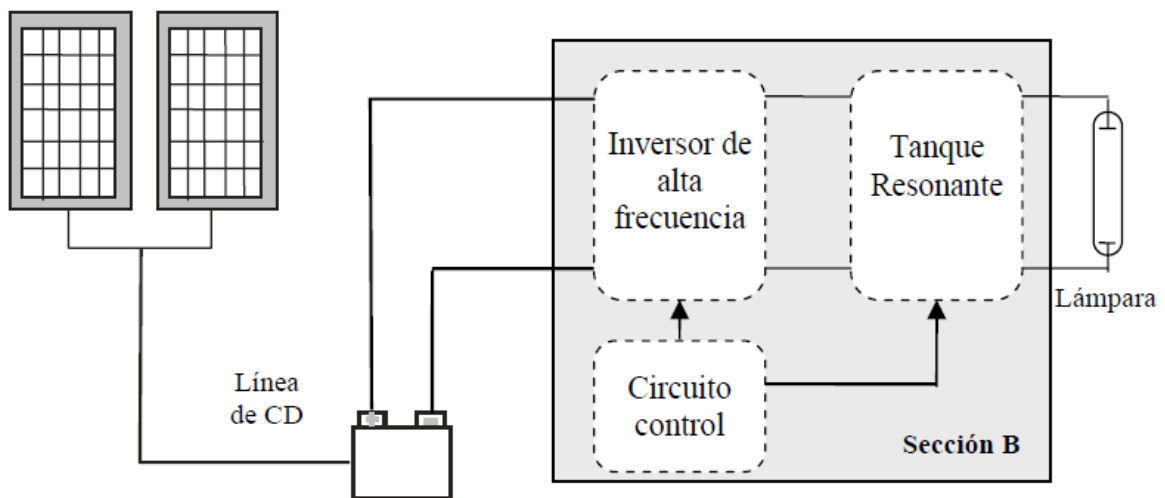 Inversor de
alta
frecuencia
Tanque
Resonante
Lámpara
Circuito
control
Sección B
Línea
de CD